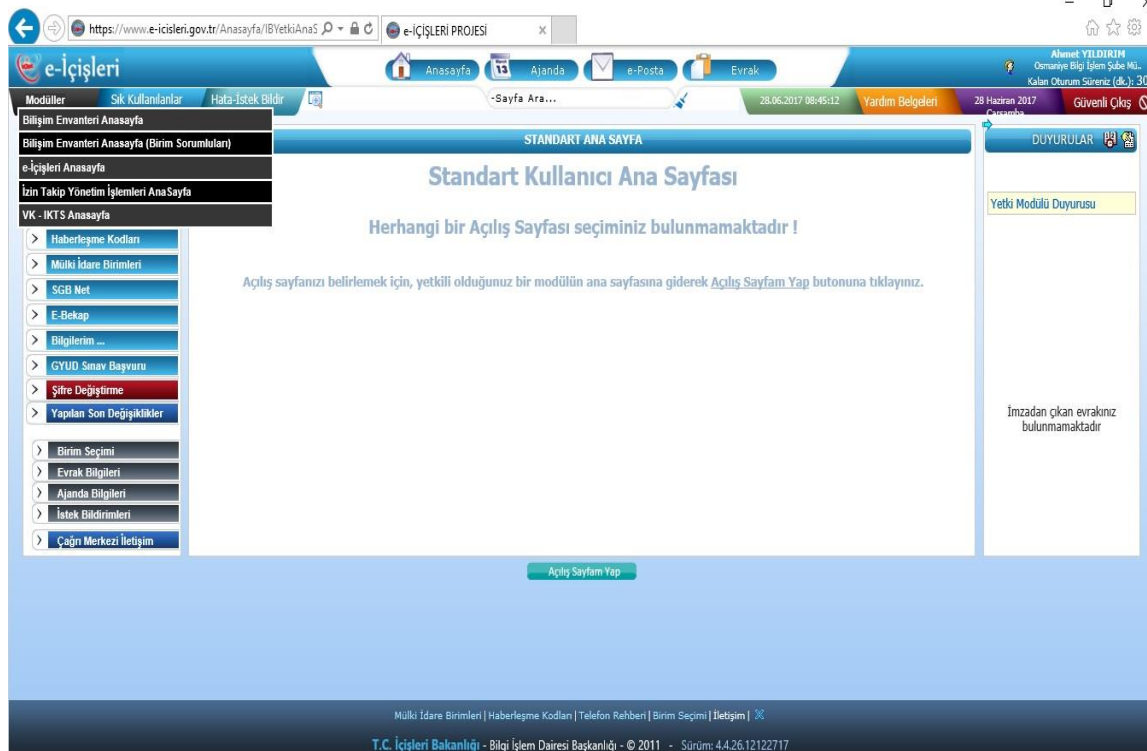 https://www.e-icisleri.gov.tr/Anasayfa/IBYetkiAnaS
e-İÇİŞLERİ PROJESİ
e-İçişleri
Anasayfa
13
Ajanda
e-Posta
Evrak
Ahmet YILDIRIM
Osmaniye Bilgi İşlem Şube Mü..
Kalan Oturum Süreniz (dk.): 30
Modüller
Sık Kullanılanlar
Hata-İstek Bildir
-Sayfa Ara...
28.06.2017 08:45:12
Yardım Belgeleri
28 Haziran 2017
Çarşamba
Güvenli Çıkış
Bilişim Envanteri Anasayfa
Bilişim Envanteri Anasayfa (Birim Sorumluları)
e-İçişleri Anasayfa
İzin Takip Yönetim İşlemleri AnaSayfa
VK - IKTS Anasayfa
Haberleşme Kodları
Mülki İdare Birimleri
SGB Net
E-Bekap
Bilgilerim ...
GYUD Sınav Başvuru
Şifre Değiştirme
Yapılan Son Değişiklikler
Birim Seçimi
Evrak Bilgileri
Ajanda Bilgileri
İstek Bildirimleri
Çağrı Merkezi İletişim
STANDART ANA SAYFA
Standart Kullanıcı Ana Sayfası
Herhangi bir Açılış Sayfası seçiminiz bulunmamaktadır !
Açılış sayfanızı belirlemek için, yetkili olduğunuz bir modülün ana sayfasına giderek Açılış Sayfam Yap butonuna tıklayınız.
DUYURULAR
Yetki Modülü Duyurusu
İmzadan çıkan evrakınız
bulunmamaktadır
Açılış Sayfam Yap
Mülki İdare Birimleri | Haberleşme Kodları | Telefon Rehberi | Birim Seçimi | İletişim |
T.C. İçişleri Bakanlığı - Bilgi İşlem Dairesi Başkanlığı - © 2011 - Sürüm: 4.4.26.12122717